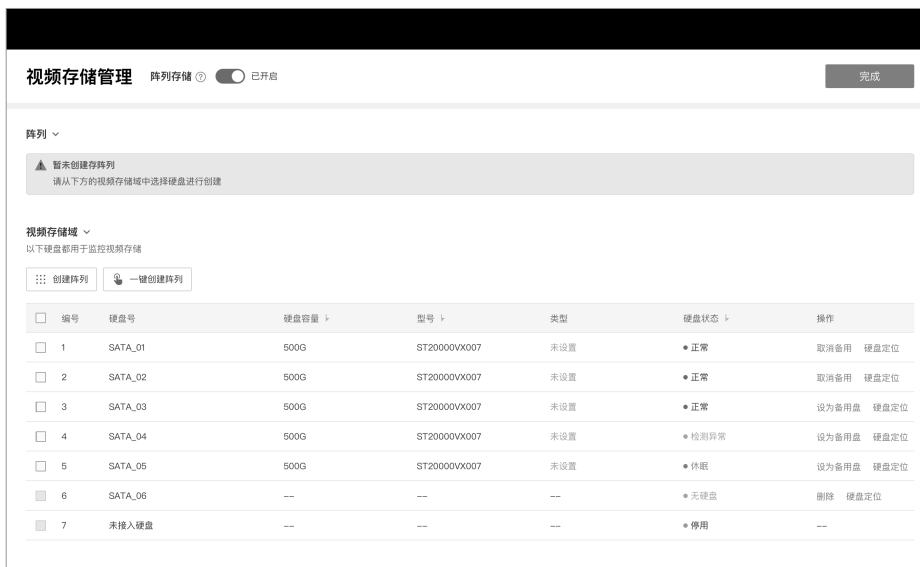 视频存储管理 阵列存储 ? 已开启 完成
阵列
暂未创建存阵列
请从下方的视频存储域中选择硬盘进行创建
视频存储域
以下硬盘都用于监控视频存储
创建阵列 一键创建阵列
编号 硬盘号 硬盘容量 型号 类型 硬盘状态 操作
1 SATA_01 500G ST20000VX007 未设置 正常 取消备用 硬盘定位
2 SATA_02 500G ST20000VX007 未设置 正常 取消备用 硬盘定位
3 SATA_03 500G ST20000VX007 未设置 正常 设为备用盘 硬盘定位
4 SATA_04 500G ST20000VX007 未设置 检测异常 设为备用盘 硬盘定位
5 SATA_05 500G ST20000VX007 未设置 休眠 设为备用盘 硬盘定位
6 SATA_06 -- -- -- 无硬盘 删除 硬盘定位
7 未接入硬盘 -- -- -- 停用 --